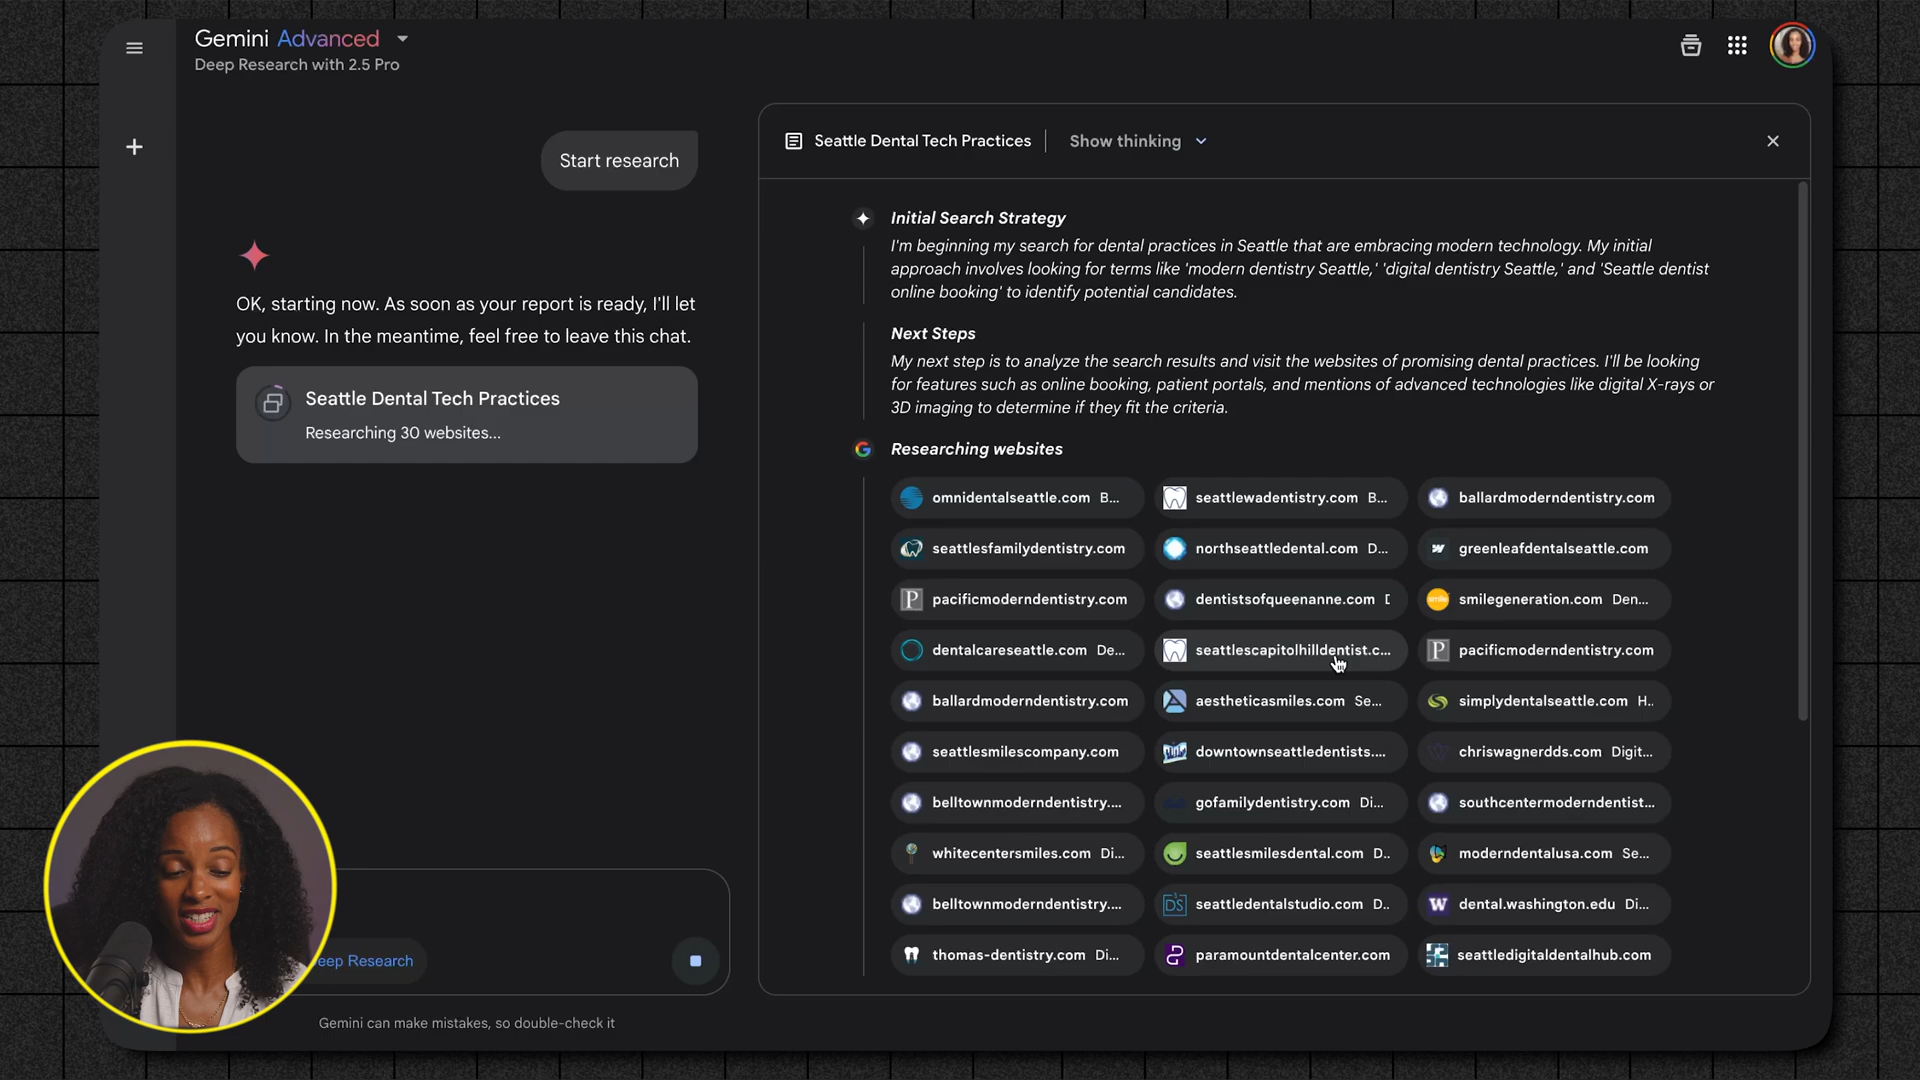 Gemini Advanced
Deep Research with 2.5 Pro
Start research
OK, starting now. As soon as your report is ready, I'll let
you know. In the meantime, feel free to leave this chat.
Seattle Dental Tech Practices
Researching 30 websites...
eep Research
Gemini can make mistakes, so double-check it
Seattle Dental Tech Practices
Show thinking
Initial Search Strategy
I'm beginning my search for dental practices in Seattle that are embracing modern technology. My initial
approach involves looking for terms like 'modern dentistry Seattle,' 'digital dentistry Seattle,' and 'Seattle dentist
online booking' to identify potential candidates.
Next Steps
My next step is to analyze the search results and visit the websites of promising dental practices. I'll be looking
for features such as online booking, patient portals, and mentions of advanced technologies like digital X-rays or
3D imaging to determine if they fit the criteria.
Researching websites
omnidentalseattle.com B...
seattlewadentistry.com B...
ballardmoderndentistry.com
seattlesfamilydentistry.com
northseattledental.com D...
greenleafdentalseattle.com
P pacificmoderndentistry.com
dentistsofqueenanne.com D
smilegeneration.com Den...
dentalcareseattle.com De...
seattlescapitolhilldentist.c...
P pacificmoderndentistry.com
ballardmoderndentistry.com
aestheticasmiles.com Se...
simplydentalseattle.com H..
seattlesmilescompany.com
downtownseattledentists....
chriswagnerdds.com Digit...
belltownmoderndentistry....
gofamilydentistry.com Di...
southcentermoderndentist...
whitecentersmiles.com Di...
seattlesmilesdental.com D..
moderndentalusa.com Se...
belltownmoderndentistry....
DS seattledentalstudio.com D..
W dental.washington.edu Di...
thomas-dentistry.com Di...
paramountdentalcenter.com
seattledigitaldentalhub.com